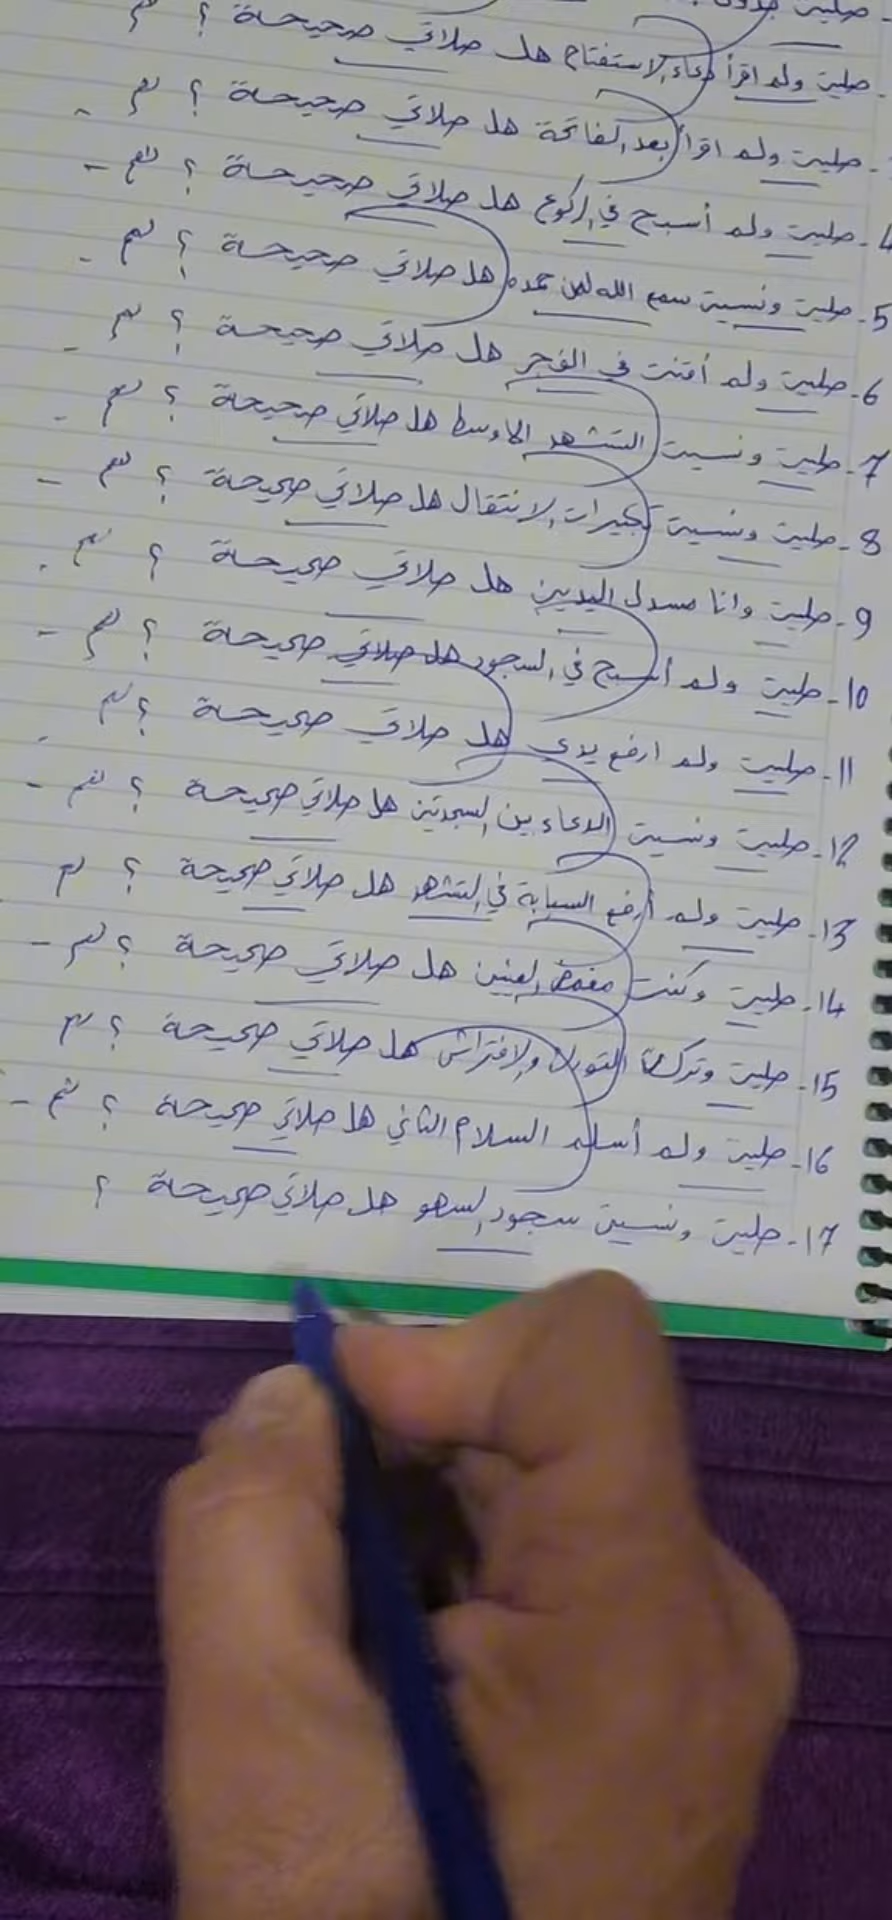 صليت بدون
صليت ولم اقرأ دعاء الاستفتاح هل صلاتي صحيحة ؟ نعم
صليت ولم اقرأ بعد الفاتحة هل صلاتي صحيحة ؟ نعم -
4- صليت ولم أسبح في الركوع هل صلاتي صحيحة ؟ نعم -
5- صليت ونسيت سمع الله لمن حمده هل صلاتي صحيحة ؟ نعم -
6- صليت ولم أقنت في الفجر هل صلاتي صحيحة ؟ نعم -
7- صليت ونسيت التشهد الاوسط هل صلاتي صحيحة ؟ نعم -
8- صليت ونسيت تكبيرات الانتقال هل صلاتي صحيحة ؟ نعم -
9- صليت وانا مسدل اليدين هل صلاتي صحيحة ؟ نعم .
10- صليت ولم أسبح في السجود هل صلاتي صحيحة ؟ نعم -
11- صليت ولم ارفع يدي هل صلاتي صحيحة ؟ نعم
12- صليت ونسيت الدعاء بين السجدتين هل صلاتي صحيحة ؟ نعم -
13- صليت ولم أرفع السبابة في التشهد هل صلاتي صحيحة ؟ نعم
14- صليت وكنت مغمض العينين هل صلاتي صحيحة ؟ نعم -
15- صليت وتركت التورك والافتراش هل صلاتي صحيحة ؟ نعم
16- صليت ولم أسلم السلام الثاني هل صلاتي صحيحة ؟ نعم -
17- صليت ونسيت سجود السهو هل صلاتي صحيحة ؟